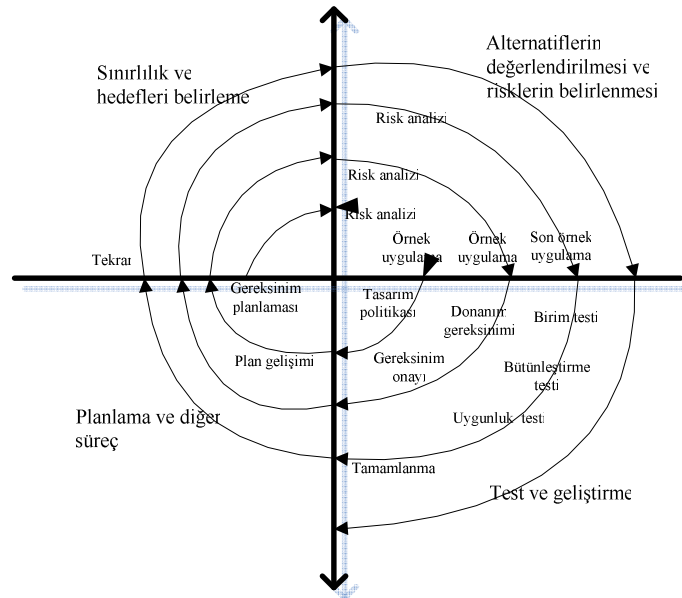 Sınırlılık ve
hedefleri belirleme
Alternatiflerin
değerlendirilmesi ve
risklerin belirlenmesi
Risk analizi
Risk analizi
Risk analizi
Tekrar
Örnek
uygulama
Örnek
uygulama
Son örnek
uygulama
Gereksinim
planlaması
Tasarım
politikası
Donanım
gereksinimi
Birim testi
Plan gelişimi
Gereksinim
onayı
Bütünleştirme
testi
Planlama ve diğer
süreç
Uygunluk testi
Tamamlanma
Test ve geliştirme